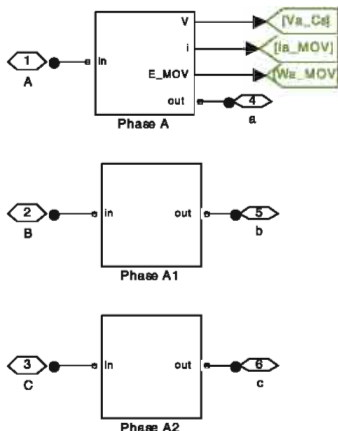 V [Va_Cs]
1 in i [ia_MOV]
A E_MOV [Wa_MOV]
out 4
Phase A a
2 in out 5
B b
Phase A1
3 in out 6
C c
Phase A2